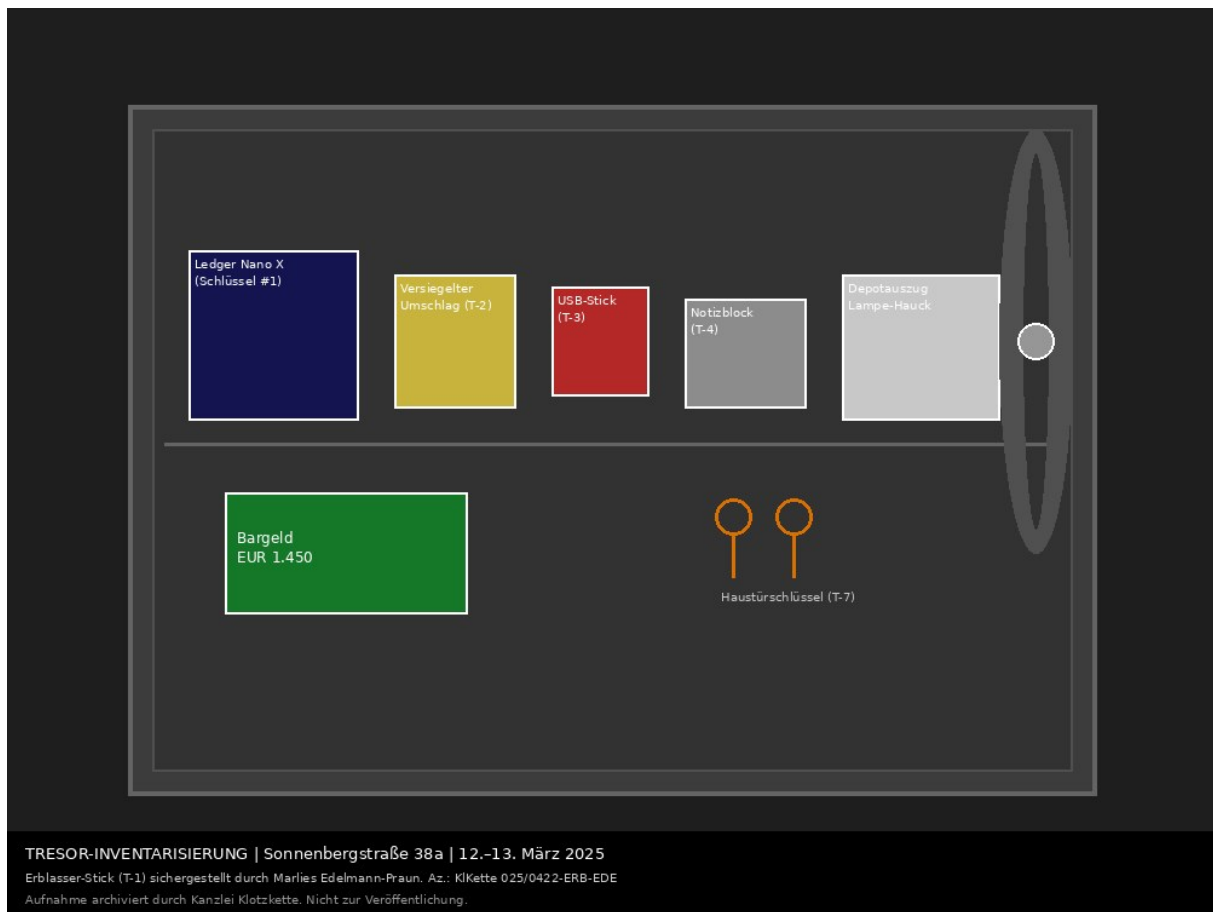 Ledger Nano X
(Schlüssel #1)
Versiegelter
Umschlag (T-2)
USB-Stick
(T-3)
Notizblock
(T-4)
Depotauszug
Lampe-Hauck
Bargeld
EUR 1.450
Haustürschlüssel (T-7)
TRESOR-INVENTARISIERUNG | Sonnenbergstraße 38a | 12.–13. März 2025
Erblasser-Stick (T-1) sichergestellt durch Marlies Edelmann-Praun. Az.: KlKette 025/0422-ERB-EDE
Aufnahme archiviert durch Kanzlei Klotzkette. Nicht zur Veröffentlichung.